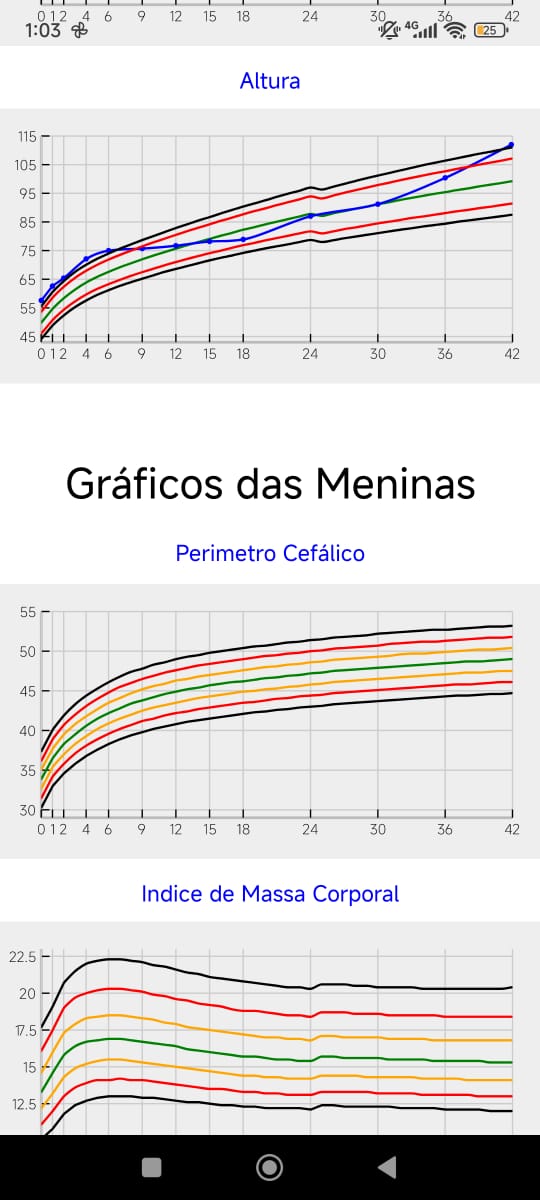 0 1 2 4 6 9 12 15 18 24 30 36 42
1:03 4G 25
Altura
115
105
95
85
75
65
55
45
0 1 2 4 6 9 12 15 18 24 30 36 42
Gráficos das Meninas
Perimetro Cefálico
55
50
45
40
35
30
0 1 2 4 6 9 12 15 18 24 30 36 42
Indice de Massa Corporal
22.5
20
17.5
15
12.5